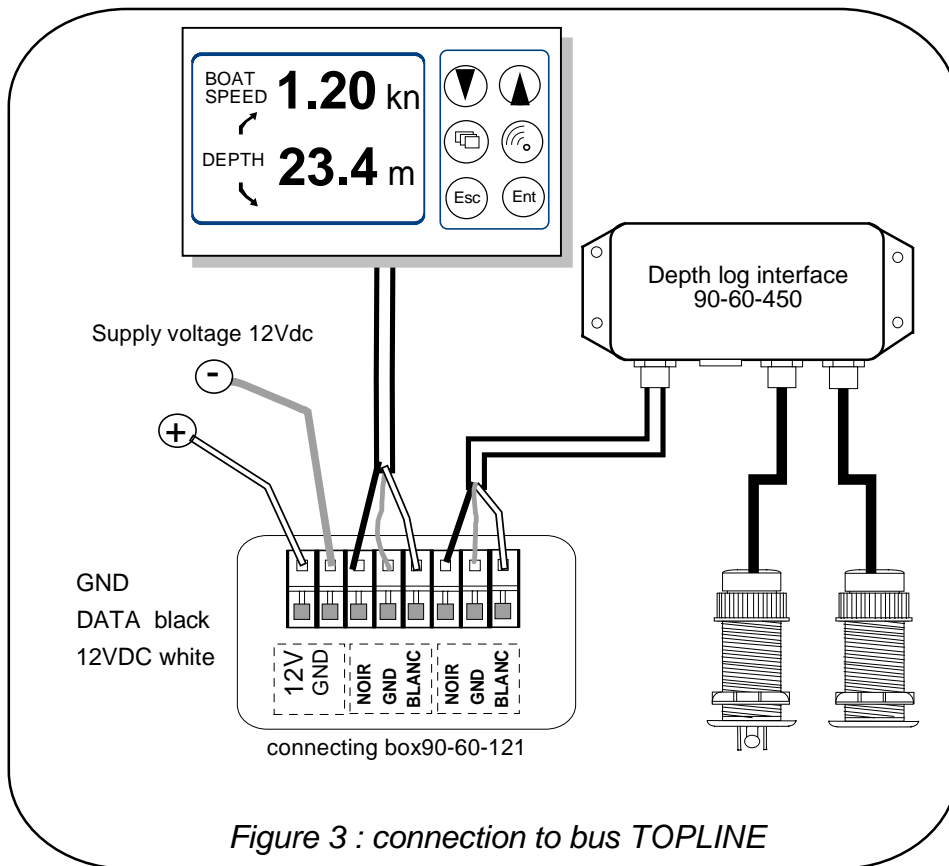 BOAT
SPEED 1.20 kn
DEPTH 23.4 m
Esc Ent
Depth log interface
90-60-450
Supply voltage 12Vdc
-
+
GND
DATA black
12VDC white
12V
GND
NOIR
GND
BLANC
NOIR
GND
BLANC
connecting box90-60-121
Figure 3 : connection to bus TOPLINE